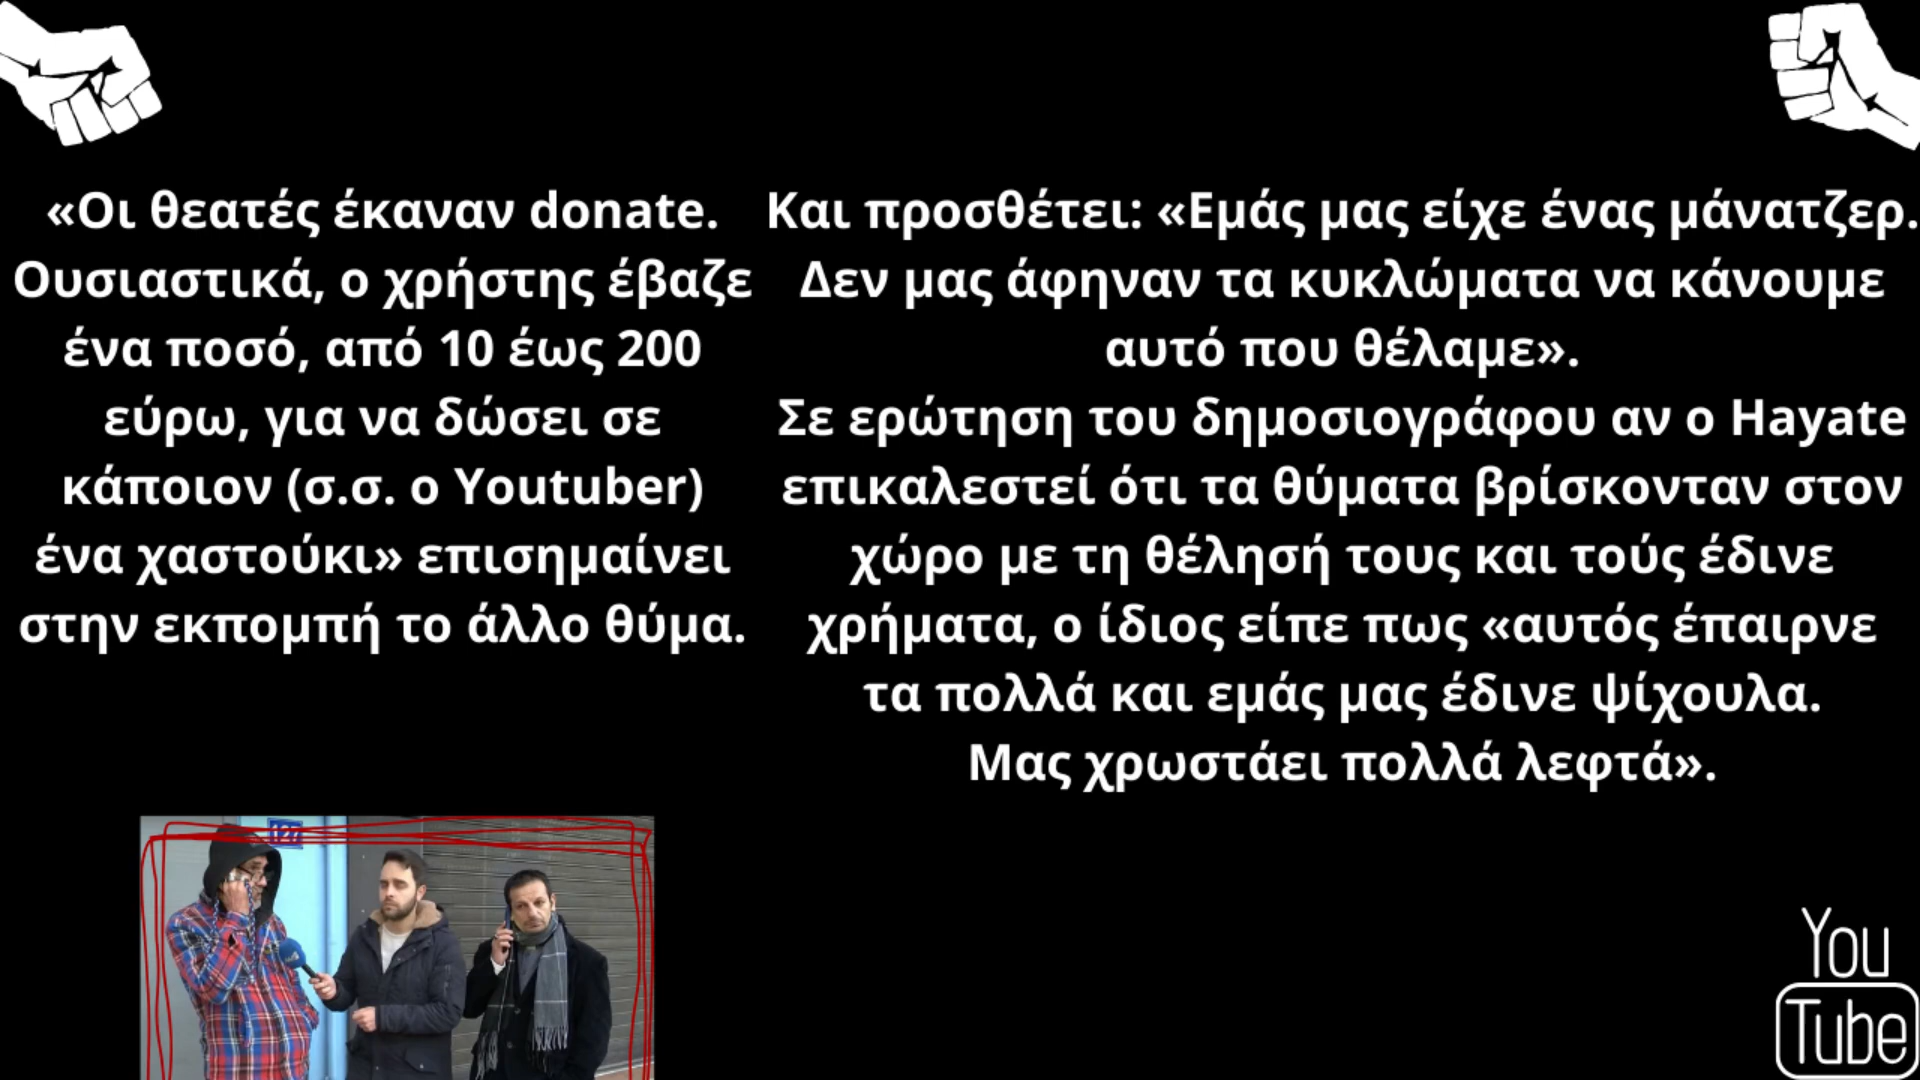 «Οι θεατές έκαναν donate.
Ουσιαστικά, ο χρήστης έβαζε
ένα ποσό, από 10 έως 200
εύρω, για να δώσει σε
κάποιον (σ.σ. ο Youtuber)
ένα χαστούκι» επισημαίνει
στην εκπομπή το άλλο θύμα.
Και προσθέτει: «Εμάς μας είχε ένας μάνατζερ.
Δεν μας άφηναν τα κυκλώματα να κάνουμε
αυτό που θέλαμε».
Σε ερώτηση του δημοσιογράφου αν ο Hayate
επικαλεστεί ότι τα θύματα βρίσκονταν στον
χώρο με τη θέλησή τους και τούς έδινε
χρήματα, ο ίδιος είπε πως «αυτός έπαιρνε
τα πολλά και εμάς μας έδινε ψίχουλα.
Μας χρωστάει πολλά λεφτά».
127
You
Tube